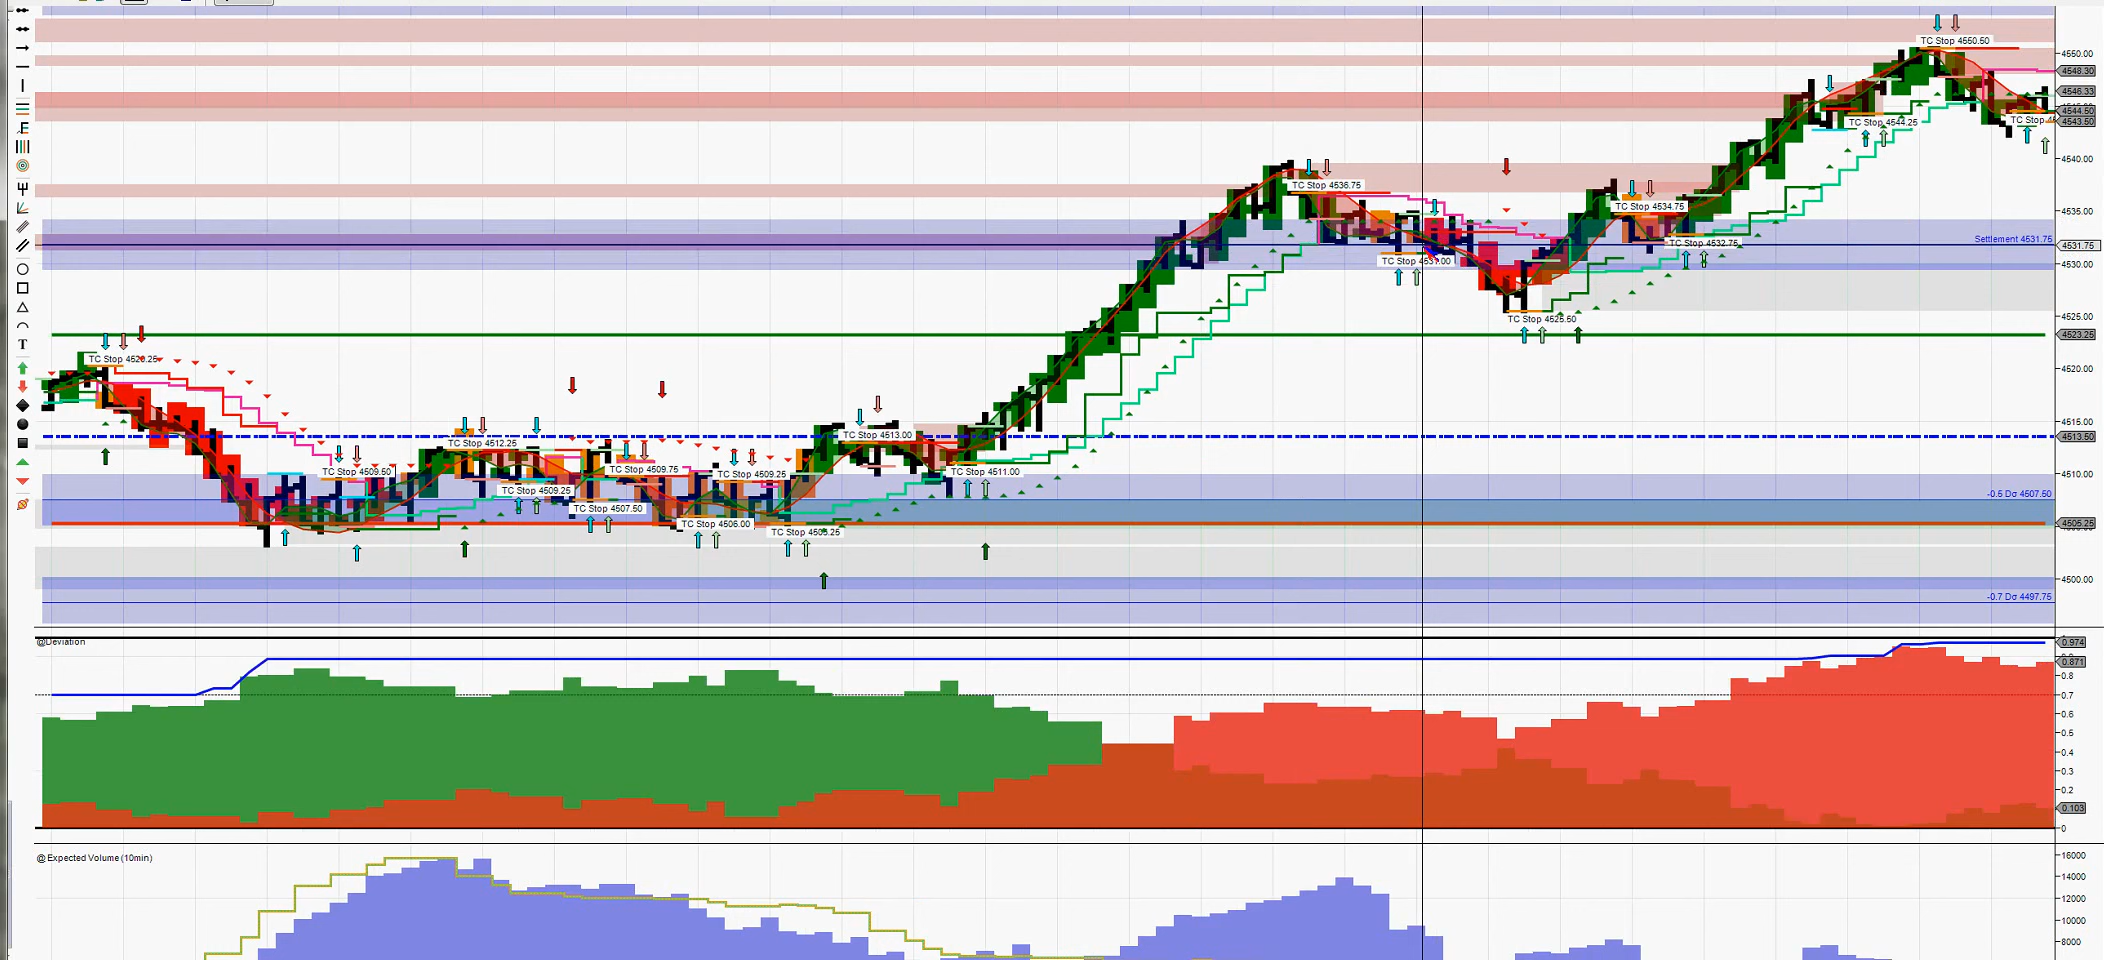 TC Stop 4550.50
4550.00
4548.30
4546.33
4544.50
TC Stop 4544.25
4543.50
4540.00
TC Stop 4536.75
TC Stop 4534.75
4535.00
Settlement 4531.75
TC Stop 4532.75
4531.75
4530.00
TC Stop 4525.50
4525.00
4523.25
4520.00
4515.00
TC Stop 4513.00
4513.50
TC Stop 4512.25
TC Stop 4509.50
TC Stop 4509.75
TC Stop 4509.25
TC Stop 4511.00
4510.00
TC Stop 4509.25
-0.5 Dσ 4507.50
TC Stop 4507.50
TC Stop 4506.00
4505.25
TC Stop 4505.25
4500.00
-0.7 Dσ 4497.75
@Deviation
0.974
0.871
0.8
0.7
0.6
0.5
0.4
0.3
0.2
0.103
0
@Expected Volume (10min)
16000
14000
12000
10000
8000